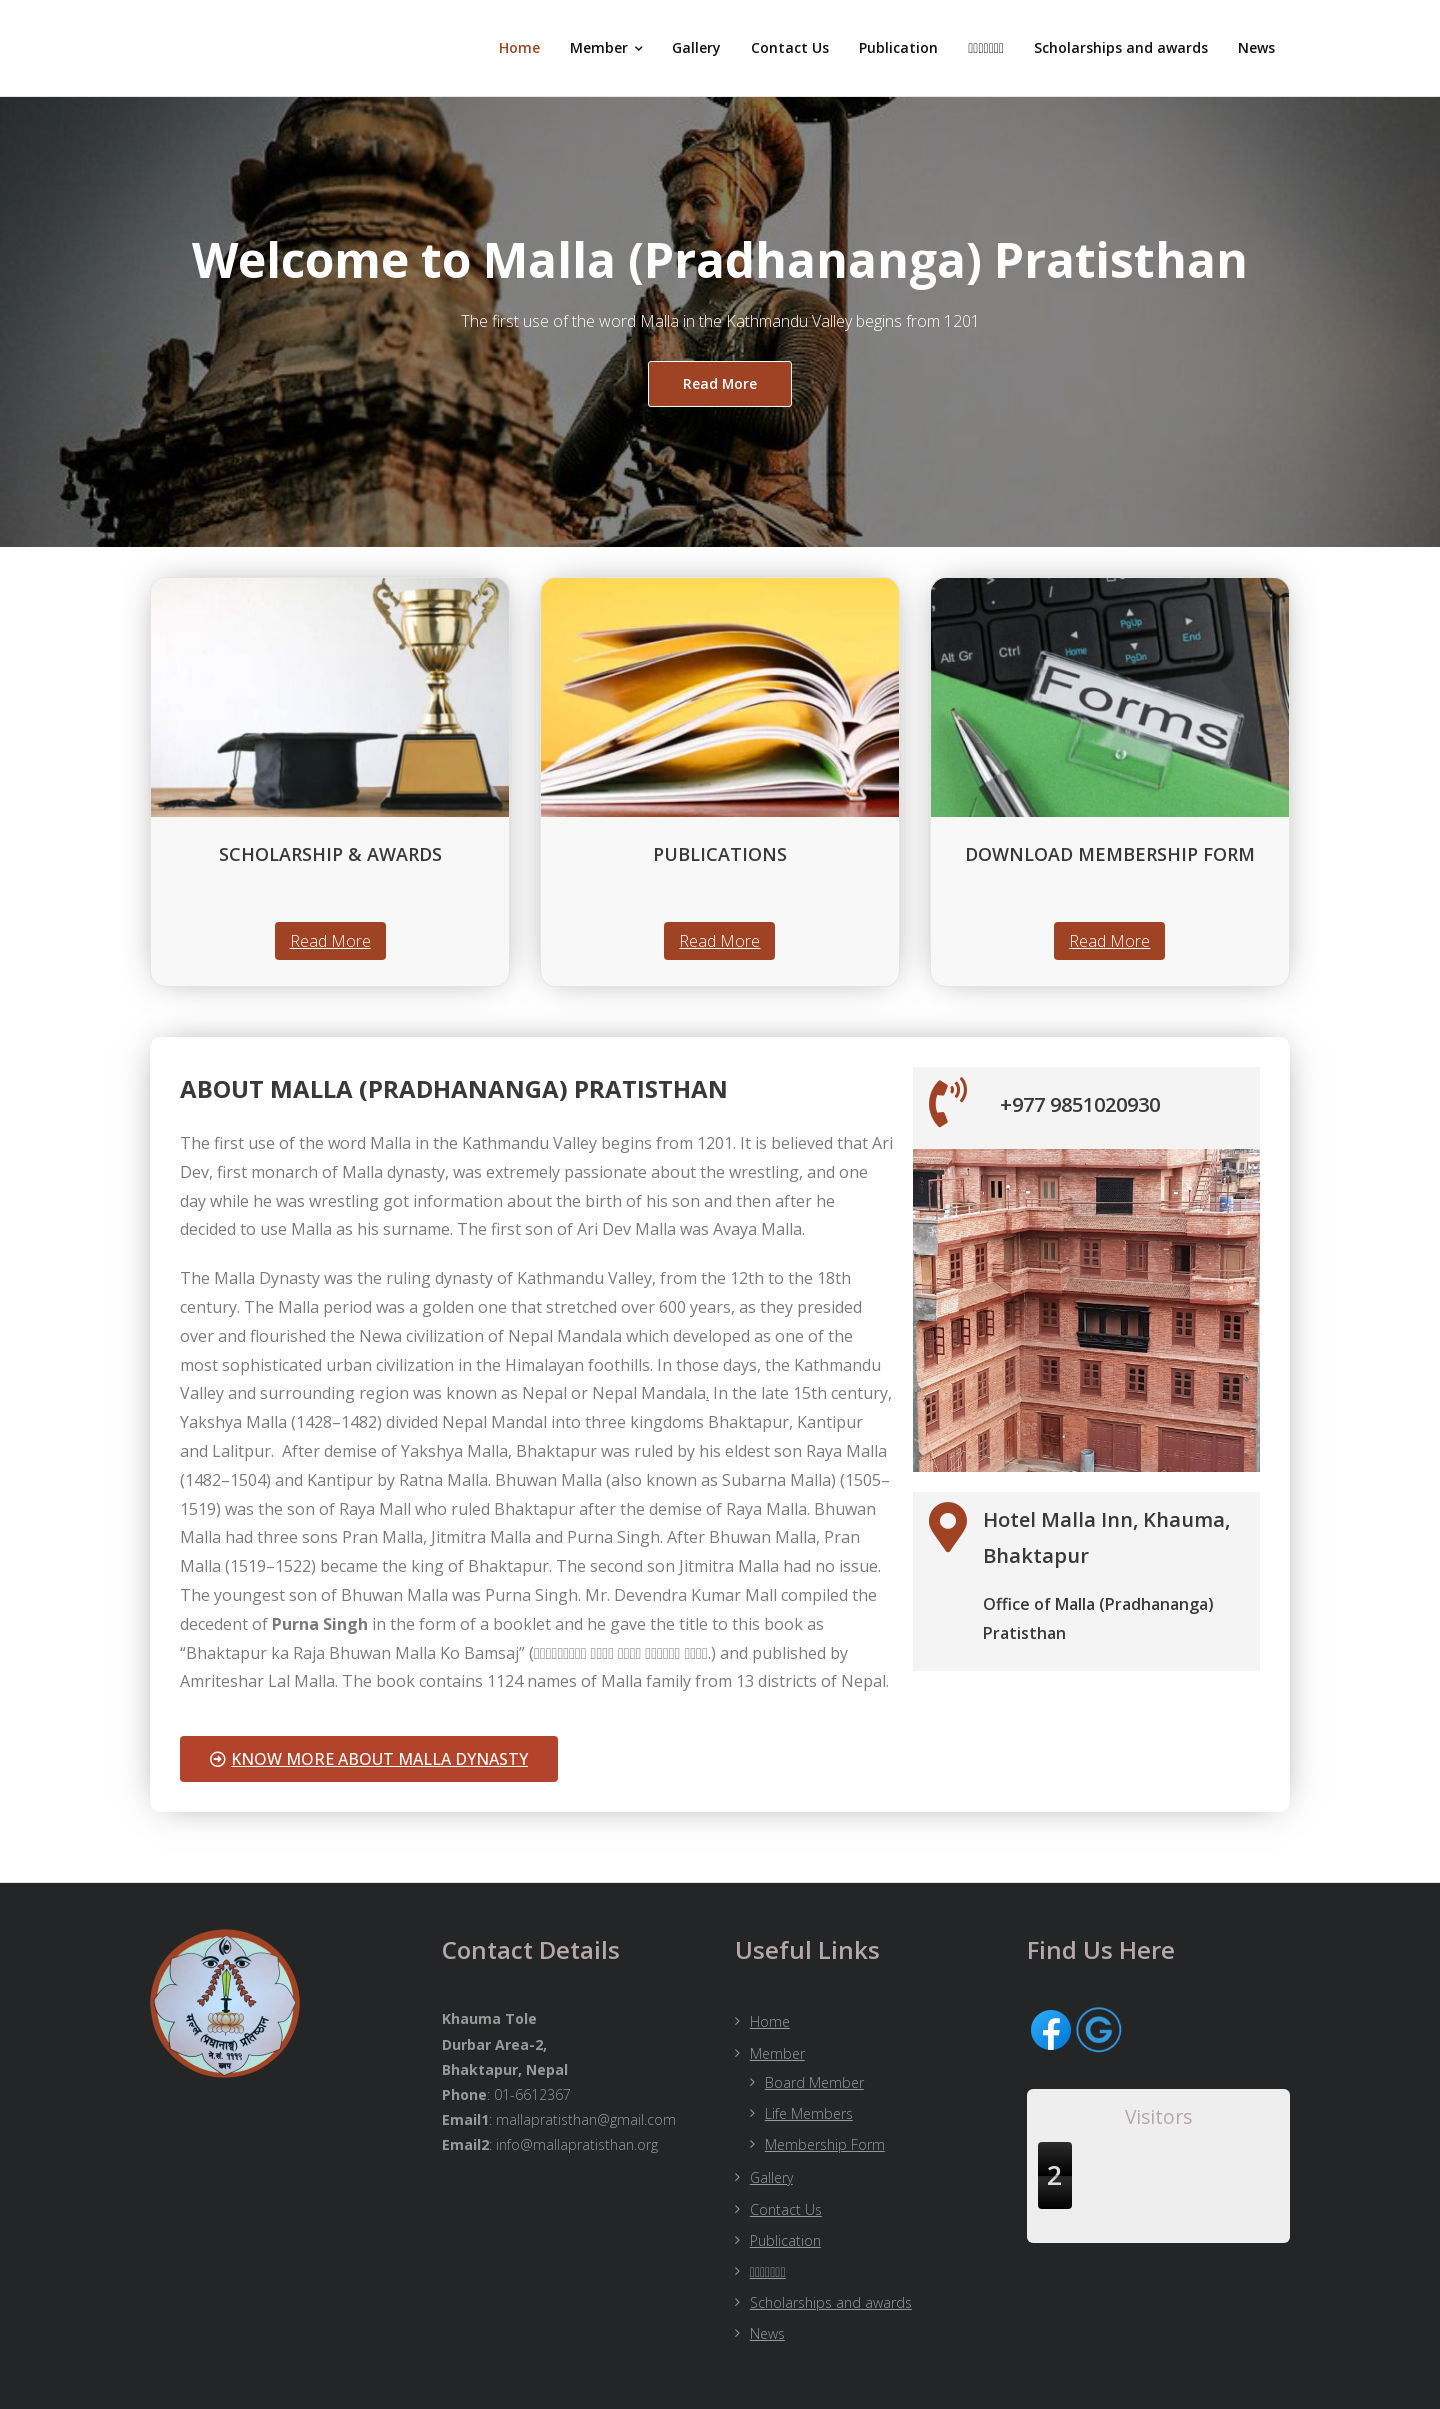 Home Member Gallery Contact Us Publication Scholarships and awards News
Welcome to Malla (Pradhananga) Pratisthan
The first use of the word Malla in the Kathmandu Valley begins from 1201
Read More
Alt Gr Ctrl Home PgUp PgDn End
Forms
SCHOLARSHIP & AWARDS
PUBLICATIONS
DOWNLOAD MEMBERSHIP FORM
Read More
Read More
Read More
ABOUT MALLA (PRADHANANGA) PRATISTHAN
The first use of the word Malla in the Kathmandu Valley begins from 1201. It is believed that Ari
Dev, first monarch of Malla dynasty, was extremely passionate about the wrestling, and one
day while he was wrestling got information about the birth of his son and then after he
decided to use Malla as his surname. The first son of Ari Dev Malla was Avaya Malla.
The Malla Dynasty was the ruling dynasty of Kathmandu Valley, from the 12th to the 18th
century. The Malla period was a golden one that stretched over 600 years, as they presided
over and flourished the Newa civilization of Nepal Mandala which developed as one of the
most sophisticated urban civilization in the Himalayan foothills. In those days, the Kathmandu
Valley and surrounding region was known as Nepal or Nepal Mandala. In the late 15th century,
Yakshya Malla (1428–1482) divided Nepal Mandal into three kingdoms Bhaktapur, Kantipur
and Lalitpur. After demise of Yakshya Malla, Bhaktapur was ruled by his eldest son Raya Malla
(1482–1504) and Kantipur by Ratna Malla. Bhuwan Malla (also known as Subarna Malla) (1505–
1519) was the son of Raya Mall who ruled Bhaktapur after the demise of Raya Malla. Bhuwan
Malla had three sons Pran Malla, Jitmitra Malla and Purna Singh. After Bhuwan Malla, Pran
Malla (1519–1522) became the king of Bhaktapur. The second son Jitmitra Malla had no issue.
The youngest son of Bhuwan Malla was Purna Singh. Mr. Devendra Kumar Mall compiled the
decedent of Purna Singh in the form of a booklet and he gave the title to this book as
“Bhaktapur ka Raja Bhuwan Malla Ko Bamsaj” (.) and published by
Amriteshar Lal Malla. The book contains 1124 names of Malla family from 13 districts of Nepal.
KNOW MORE ABOUT MALLA DYNASTY
+977 9851020930
Hotel Malla Inn, Khauma,
Bhaktapur
Office of Malla (Pradhananga)
Pratisthan
मल्ल (प्रधानाङ्ग) प्रतिष्ठान
ने.सं. ११११
ख्वप
Contact Details
Khauma Tole
Durbar Area-2,
Bhaktapur, Nepal
Phone: 01-6612367
Email1: mallapratisthan@gmail.com
Email2: info@mallapratisthan.org
Useful Links
Home
Member
Board Member
Life Members
Membership Form
Gallery
Contact Us
Publication
Scholarships and awards
News
Find Us Here
Visitors
2